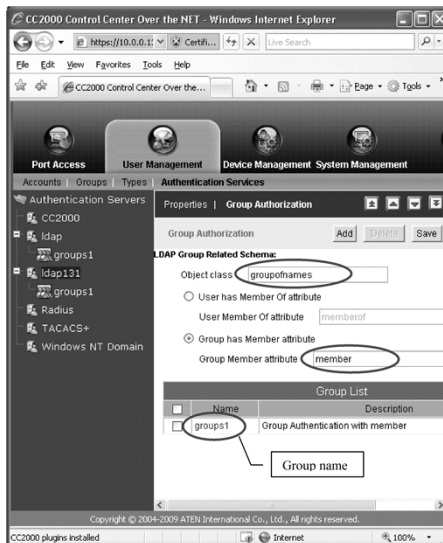 CC2000 Control Center Over the NET - Windows Internet Explorer
https://10.0.0.1 Certifi... Live Search
File Edit View Favorites Tools Help
CC2000 Control Center Over the... Page Tools
Port Access User Management Device Management System Management
Accounts | Groups | Types | Authentication Services
Authentication Servers
CC2000
ldap
groups1
ldap131
groups1
Radius
TACACS+
Windows NT Domain
Properties | Group Authorization
Group Authorization Add Delete Save
LDAP Group Related Schema:
Object class groupofnames
User has Member Of attribute
User Member Of attribute memberof
Group has Member attribute
Group Member attribute member
Group List
Name Description
groups1 Group Authentication with member
Group name
Copyright © 2004-2009 ATEN International Co., Ltd., All rights reserved.
CC2000 plugins installed Internet 100%